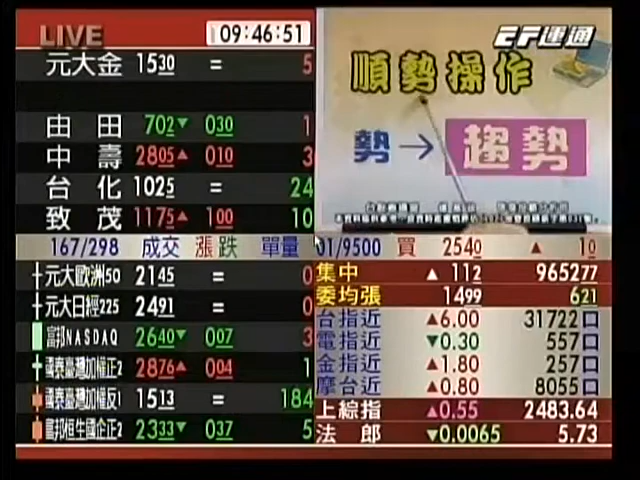 LIVE 09:46:51
元大金 1530 = 5
由田 702▼ 030 1
中壽 2805▲ 010 3
台化 1025 = 24
致茂 1175▲ 100 10
167/298 成交 漲跌 單量
元大歐洲50 2145 = 0
元大日經225 2491 = 0
富邦NASDAQ 2640▼ 007 3
國泰臺灣加權正2 2876▲ 004 1
國泰臺灣加權反1 1513 = 184
富邦恒生國企正2 2333▼ 037 5
運通
順勢操作
勢→趨勢
01/9500 買 2540 ▲ 10
集中 ▲ 112 965277
委均張 1499 621
台指近 ▲6.00 31722口
電指近 ▼0.30 557口
金指近 ▲1.80 257口
摩台近 ▲0.80 8055口
上綜指 ▲0.55 2483.64
法郎 ▼0.0065 5.73